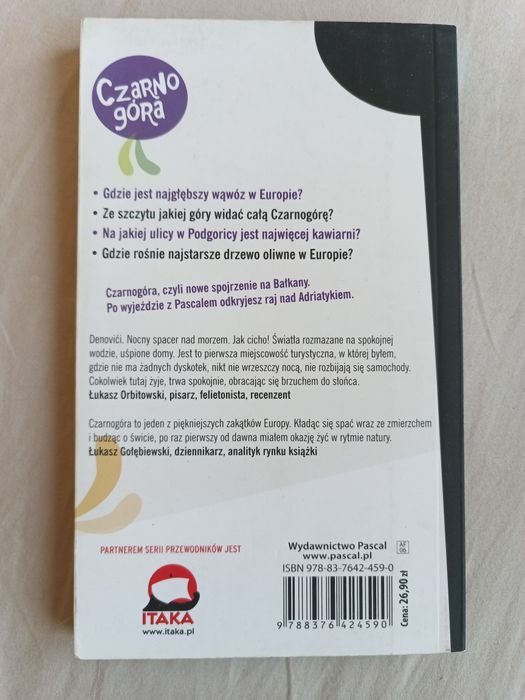 CZARNO
GÓRA
• Gdzie jest najgłębszy wąwóz w Europie?
• Ze szczytu jakiej góry widać całą Czarnogórę?
• Na jakiej ulicy w Podgoricy jest najwięcej kawiarni?
• Gdzie rośnie najstarsze drzewo oliwne w Europie?
Czarnogóra, czyli nowe spojrzenie na Bałkany.
Po wyjeździe z Pascalem odkryjesz raj nad Adriatykiem.
Denovići. Nocny spacer nad morzem. Jak cicho! Światła rozmazane na spokojnej
wodzie, uśpione domy. Jest to pierwsza miejscowość turystyczna, w której byłem,
gdzie nie ma żadnych dyskotek, nikt nie wrzeszczy nocą, nie rozbijają się samochody.
Cokolwiek tutaj żyje, trwa spokojnie, obracając się brzuchem do słońca.
Łukasz Orbitowski, pisarz, felietonista, recenzent
Czarnogóra to jeden z piękniejszych zakątków Europy. Kładąc się spać wraz ze zmierzchem
i budząc o świcie, po raz pierwszy od dawna miałem okazję żyć w rytmie natury.
Łukasz Gołębiewski, dziennikarz, analityk rynku książki
PARTNEREM SERII PRZEWODNIKÓW JEST
ITAKA
www.itaka.pl
Wydawnictwo Pascal
www.pascal.pl
AF
06
ISBN 978-83-7642-459-0
9 788376 424590
Cena: 26,90 zł